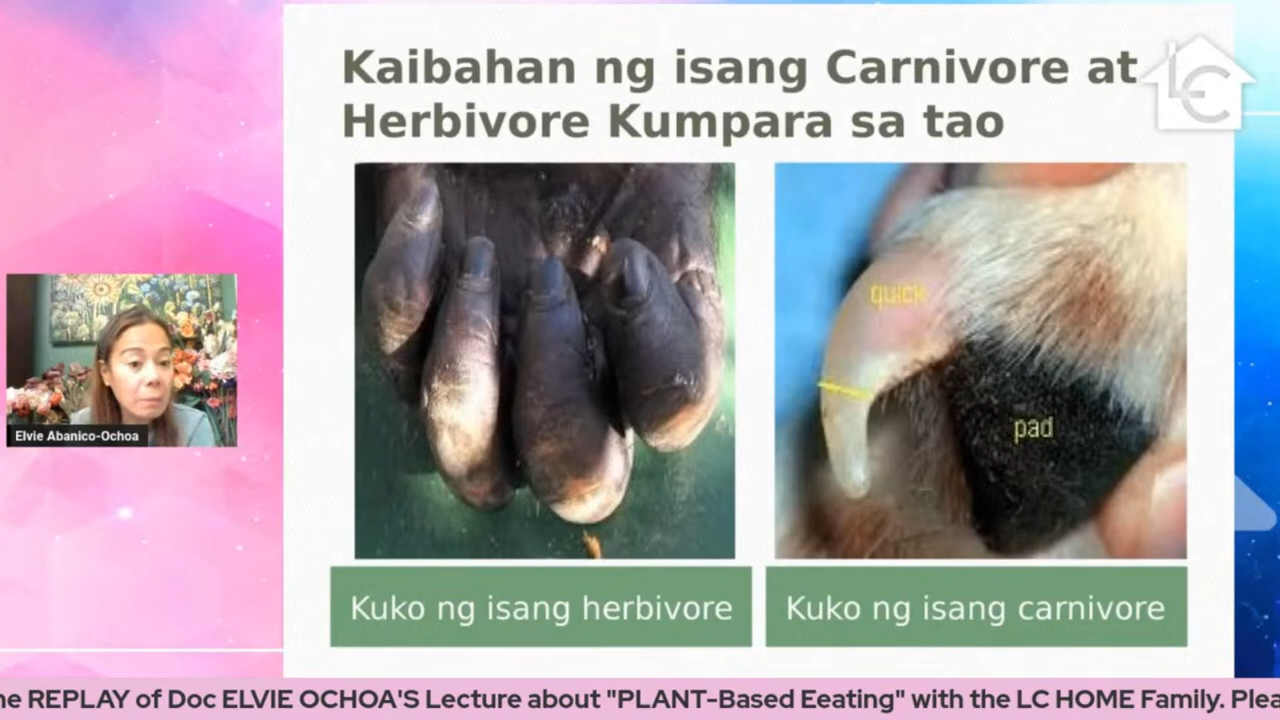 Kaibahan ng isang Carnivore at
Herbivore Kumpara sa tao
LC
quick
pad
Elvie Abanico-Ochoa
Kuko ng isang herbivore
Kuko ng isang carnivore
he REPLAY of Doc ELVIE OCHOA'S Lecture about "PLANT-Based Eeating" with the LC HOME Family. Plea